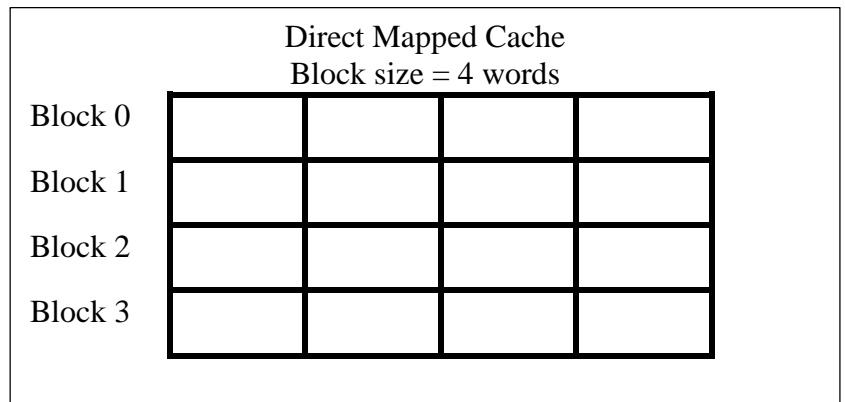 Direct Mapped Cache
Block size = 4 words
Block 0
Block 1
Block 2
Block 3